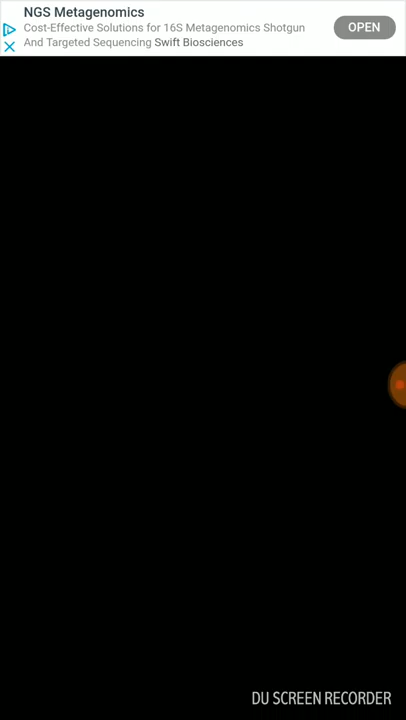 NGS Metagenomics
Cost-Effective Solutions for 16S Metagenomics Shotgun
And Targeted Sequencing Swift Biosciences
OPEN
DU SCREEN RECORDER